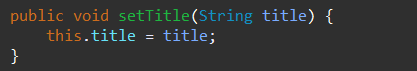 public void setTitle(String title) {
    this.title = title;
}